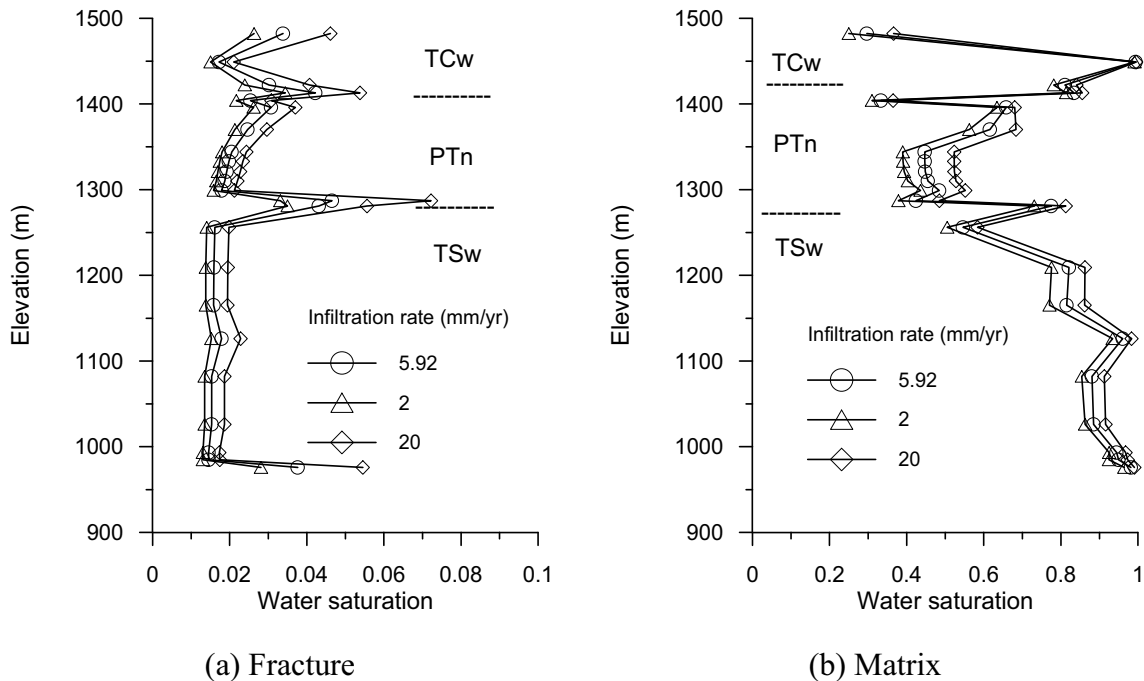 1500
1400
1300
1200
1100
1000
900
Elevation (m)
TCw
PTn
TSw
Infiltration rate (mm/yr)
5.92
2
20
0 0.02 0.04 0.06 0.08 0.1
Water saturation
(a) Fracture
1500
1400
1300
1200
1100
1000
900
Elevation (m)
TCw
PTn
TSw
Infiltration rate (mm/yr)
5.92
2
20
0 0.2 0.4 0.6 0.8 1
Water saturation
(b) Matrix